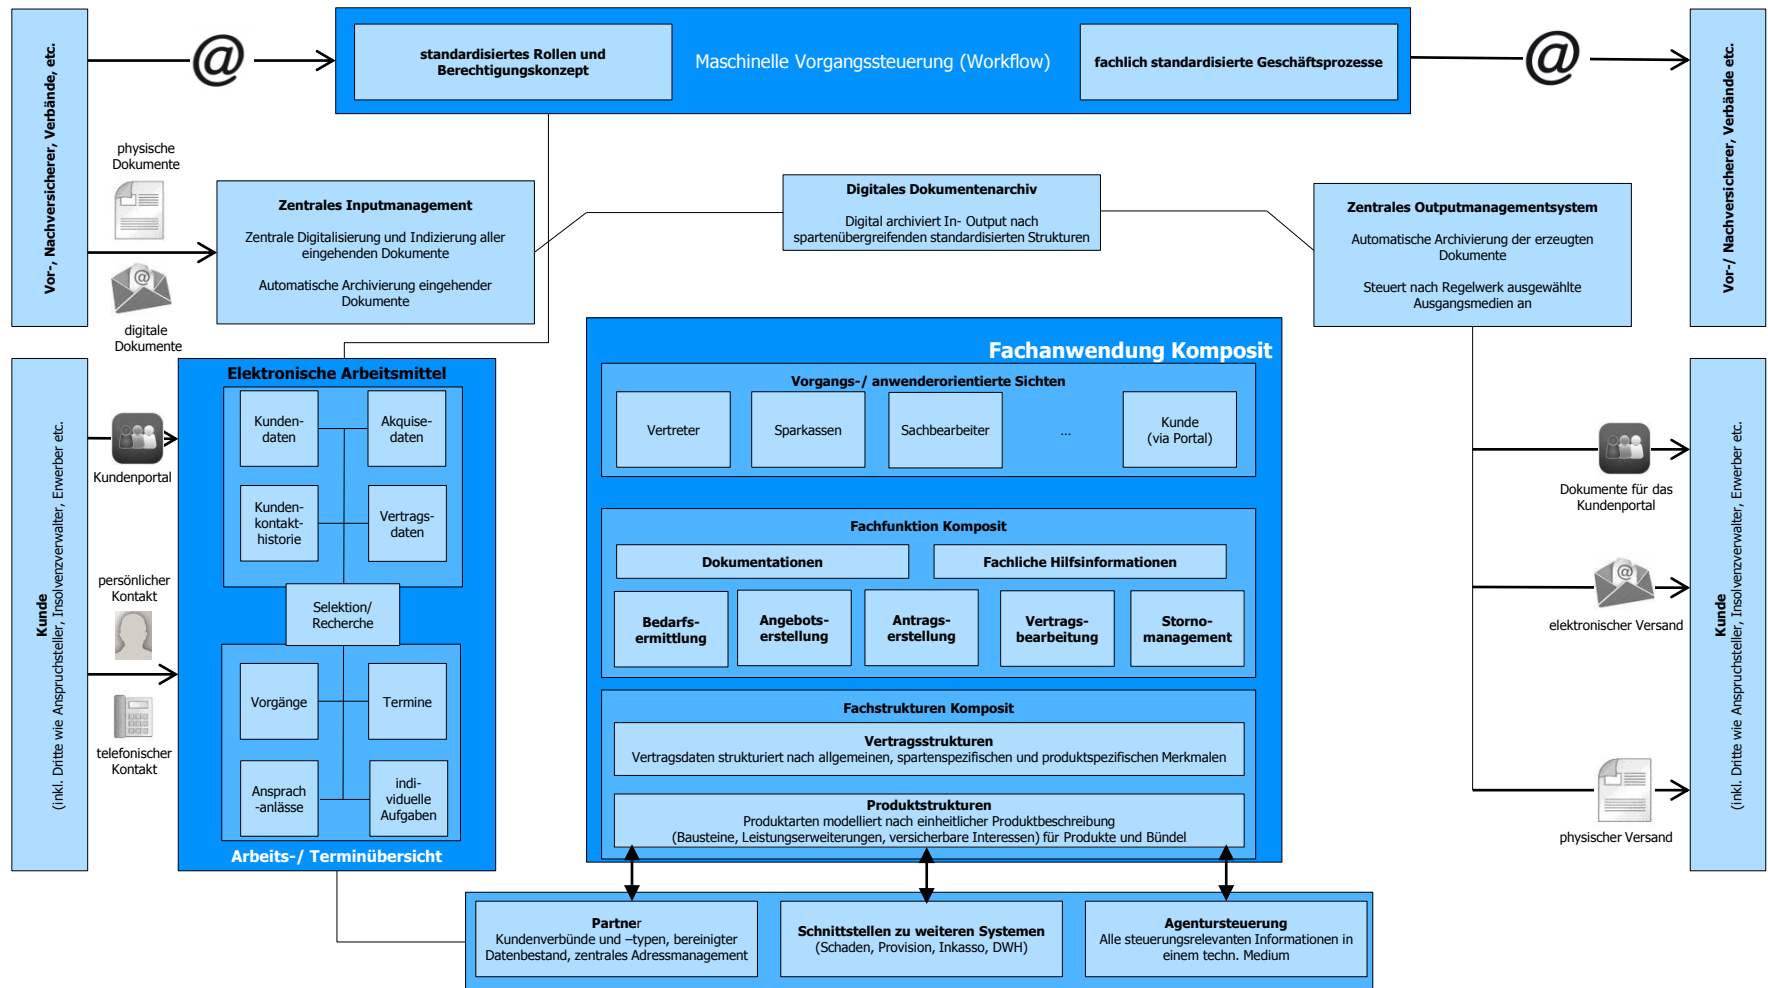 Vor-, Nachversicherer, Verbände, etc.
@
standardisiertes Rollen und
Berechtigungskonzept
Maschinelle Vorgangssteuerung (Workflow)
fachlich standardisierte Geschäftsprozesse
@
Vor-/ Nachversicherer, Verbände etc.
physische
Dokumente
digitale
Dokumente
Zentrales Inputmanagement
Zentrale Digitalisierung und Indizierung aller
eingehenden Dokumente
Automatische Archivierung eingehender
Dokumente
Digitales Dokumentenarchiv
Digital archiviert In- Output nach
spartenübergreifenden standardisierten Strukturen
Zentrales Outputmanagementsystem
Automatische Archivierung der erzeugten
Dokumente
Steuert nach Regelwerk ausgewählte
Ausgangsmedien an
Kunde
(inkl. Dritte wie Anspruchsteller, Insolvenzverwalter, Erwerber etc.
Kundenportal
persönlicher
Kontakt
telefonischer
Kontakt
Elektronische Arbeitsmittel
Kunden-
daten
Akquise-
daten
Kunden-
kontakt-
historie
Vertrags-
daten
Selektion/
Recherche
Vorgänge
Termine
Ansprach
-anlässe
indi-
viduelle
Aufgaben
Arbeits-/ Terminübersicht
Fachanwendung Komposit
Vorgangs-/ anwenderorientierte Sichten
Vertreter
Sparkassen
Sachbearbeiter
...
Kunde
(via Portal)
Fachfunktion Komposit
Dokumentationen
Fachliche Hilfsinformationen
Bedarfs-
ermittlung
Angebots-
erstellung
Antrags-
erstellung
Vertrags-
bearbeitung
Storno-
management
Fachstrukturen Komposit
Vertragsstrukturen
Vertragsdaten strukturiert nach allgemeinen, spartenspezifischen und produktspezifischen Merkmalen
Produktstrukturen
Produktarten modelliert nach einheitlicher Produktbeschreibung
(Bausteine, Leistungserweiterungen, versicherbare Interessen) für Produkte und Bündel
Partner
Kundenverbünde und –typen, bereinigter
Datenbestand, zentrales Adressmanagement
Schnittstellen zu weiteren Systemen
(Schaden, Provision, Inkasso, DWH)
Agentursteuerung
Alle steuerungsrelevanten Informationen in
einem techn. Medium
Dokumente für das
Kundenportal
elektronischer Versand
physischer Versand
Kunde
(inkl. Dritte wie Anspruchsteller, Insolvenzverwalter, Erwerber etc.